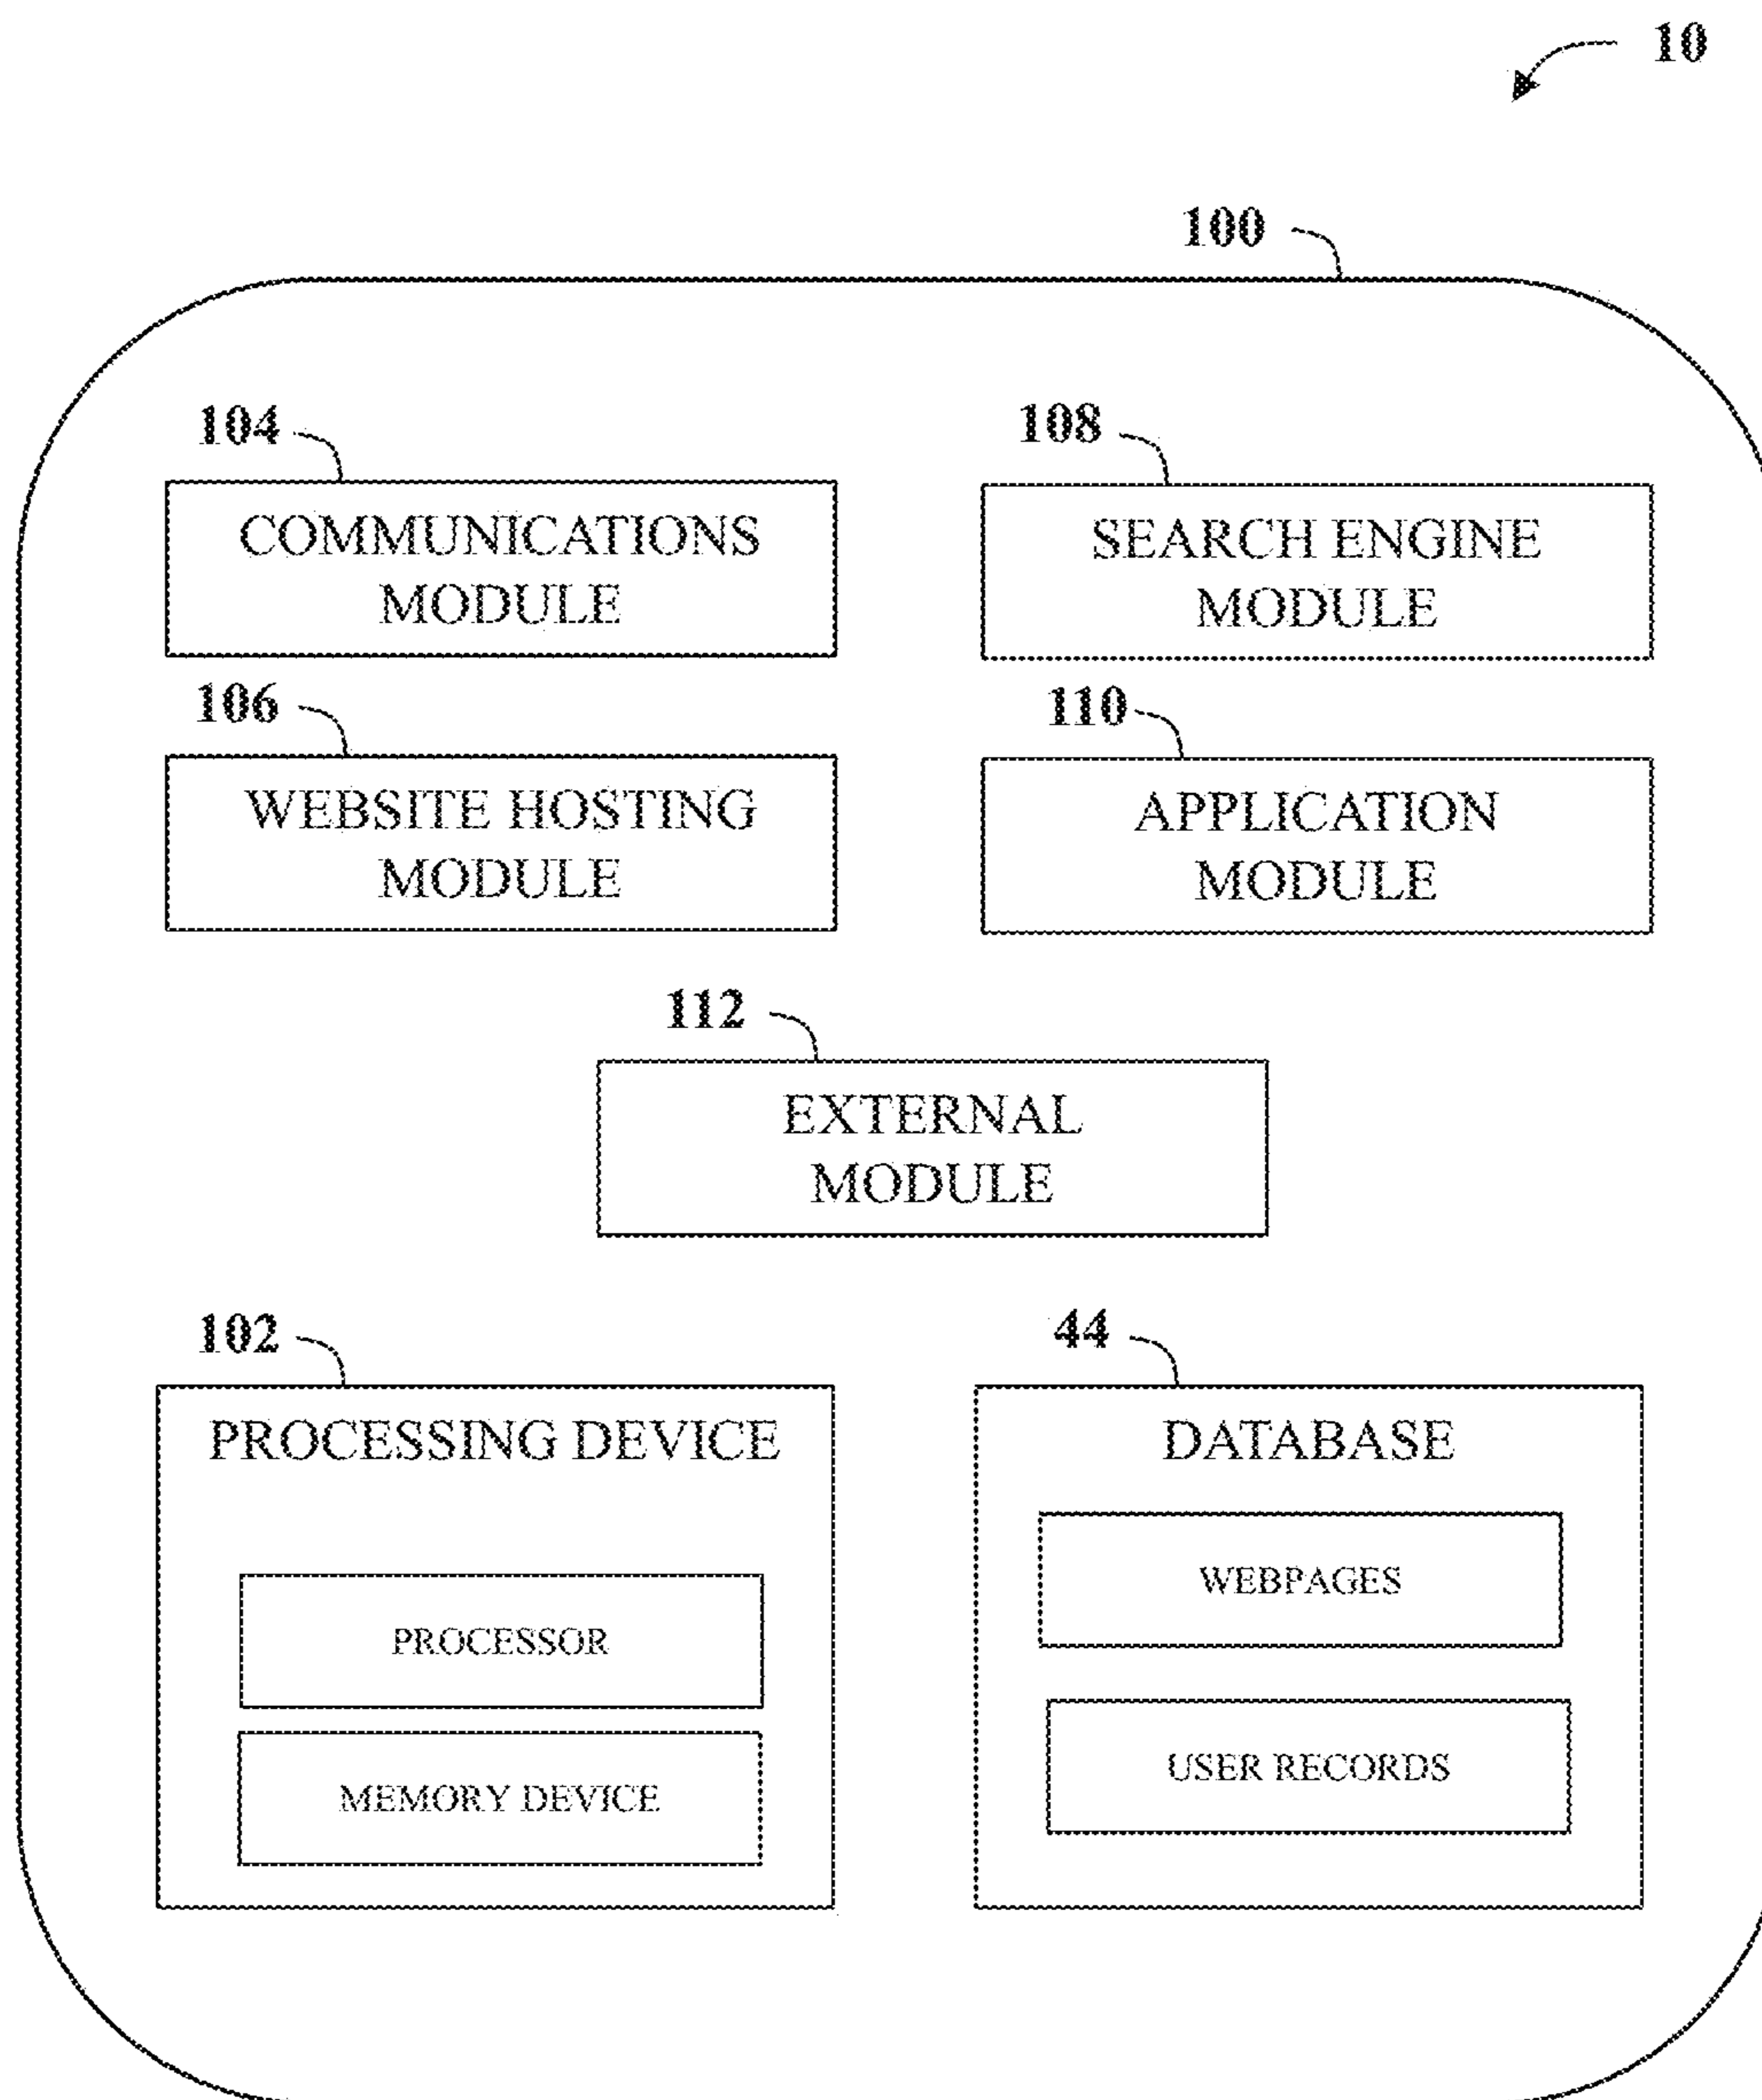 10
100
104
COMMUNICATIONS
MODULE
108
SEARCH ENGINE
MODULE
106
WEBSITE HOSTING
MODULE
110
APPLICATION
MODULE
112
EXTERNAL
MODULE
102
PROCESSING DEVICE
PROCESSOR
MEMORY DEVICE
44
DATABASE
WEBPAGES
USER RECORDS